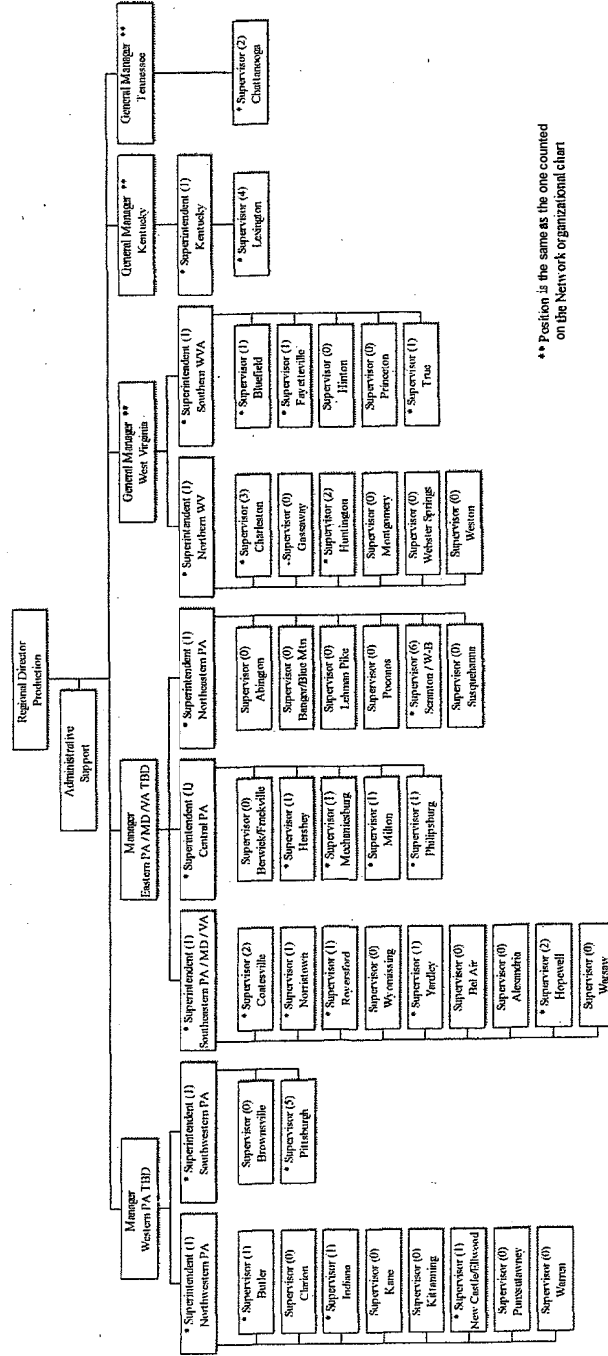 Regional Director
Production
Administrative
Support
Manager
Western PA TBD
* Superintendent (1)
Northwestern PA
* Supervisor (1)
Butler
Supervisor (0)
Clarion
* Supervisor (1)
Indiana
Supervisor (0)
Kane
Supervisor (0)
Kittanning
* Supervisor (1)
New Castle/Ellwood
Supervisor (0)
Punxsutawney
Supervisor (0)
Warren
* Superintendent (1)
Southwestern PA
Supervisor (0)
Brownsville
* Supervisor (5)
Pittsburgh
Manager
Eastern PA / MD / VA TBD
* Superintendent (1)
Southeastern PA / MD / VA
* Supervisor (2)
Coatesville
* Supervisor (1)
Norristown
* Supervisor (1)
Royersford
Supervisor (0)
Wyomissing
* Supervisor (1)
Yardley
Supervisor (0)
Bel Air
Supervisor (0)
Alexandria
* Supervisor (2)
Hopewell
Supervisor (0)
Warsaw
* Superintendent (1)
Central PA
Supervisor (0)
Berwick/Frackville
* Supervisor (1)
Hershey
* Supervisor (1)
Mechanicsburg
* Supervisor (1)
Milton
* Supervisor (1)
Philipsburg
* Superintendent (1)
Northeastern PA
Supervisor (0)
Abington
Supervisor (0)
Bangor/Blue Mtn
Supervisor (0)
Lehman Pike
Supervisor (0)
Poconos
* Supervisor (6)
Scranton / W-B
Supervisor (0)
Susquehanna
General Manager **
West Virginia
* Superintendent (1)
Northern WV
* Supervisor (3)
Charleston
Supervisor (0)
Gassaway
* Supervisor (2)
Huntington
Supervisor (0)
Montgomery
Supervisor (0)
Webster Springs
Supervisor (0)
Weston
* Superintendent (1)
Southern WVA
* Supervisor (1)
Bluefield
* Supervisor (1)
Fayetteville
Supervisor (0)
Hinton
Supervisor (0)
Princeton
* Supervisor (1)
True
General Manager **
Kentucky
* Superintendent (1)
Kentucky
* Supervisor (4)
Lexington
General Manager **
Tennessee
* Supervisor (2)
Chattanooga
** Position is the same as the one counted
on the Network organizational chart